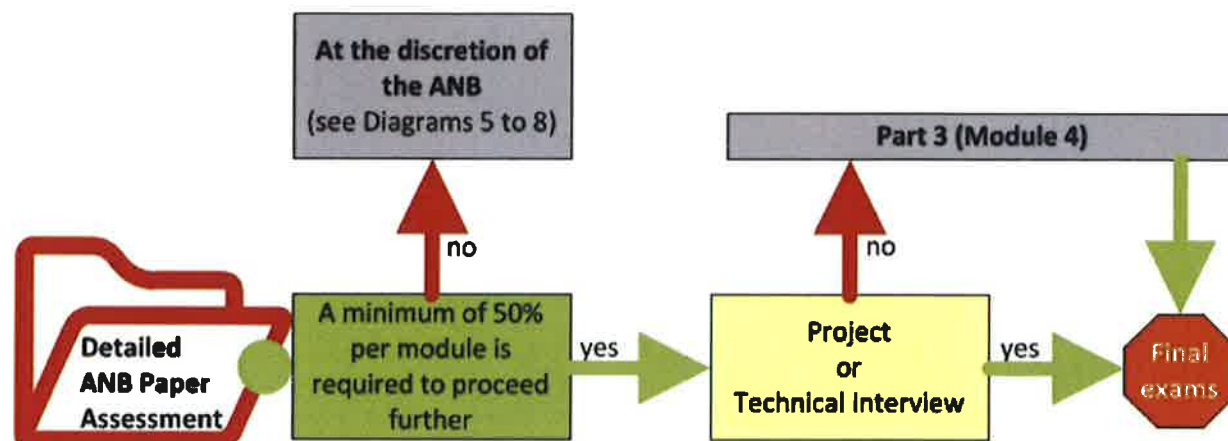 At the discretion of
the ANB
(see Diagrams 5 to 8)
Part 3 (Module 4)
no
no
Detailed
ANB Paper
Assessment
A minimum of 50%
per module is
required to proceed
further
yes
Project
or
Technical Interview
yes
Final
exams